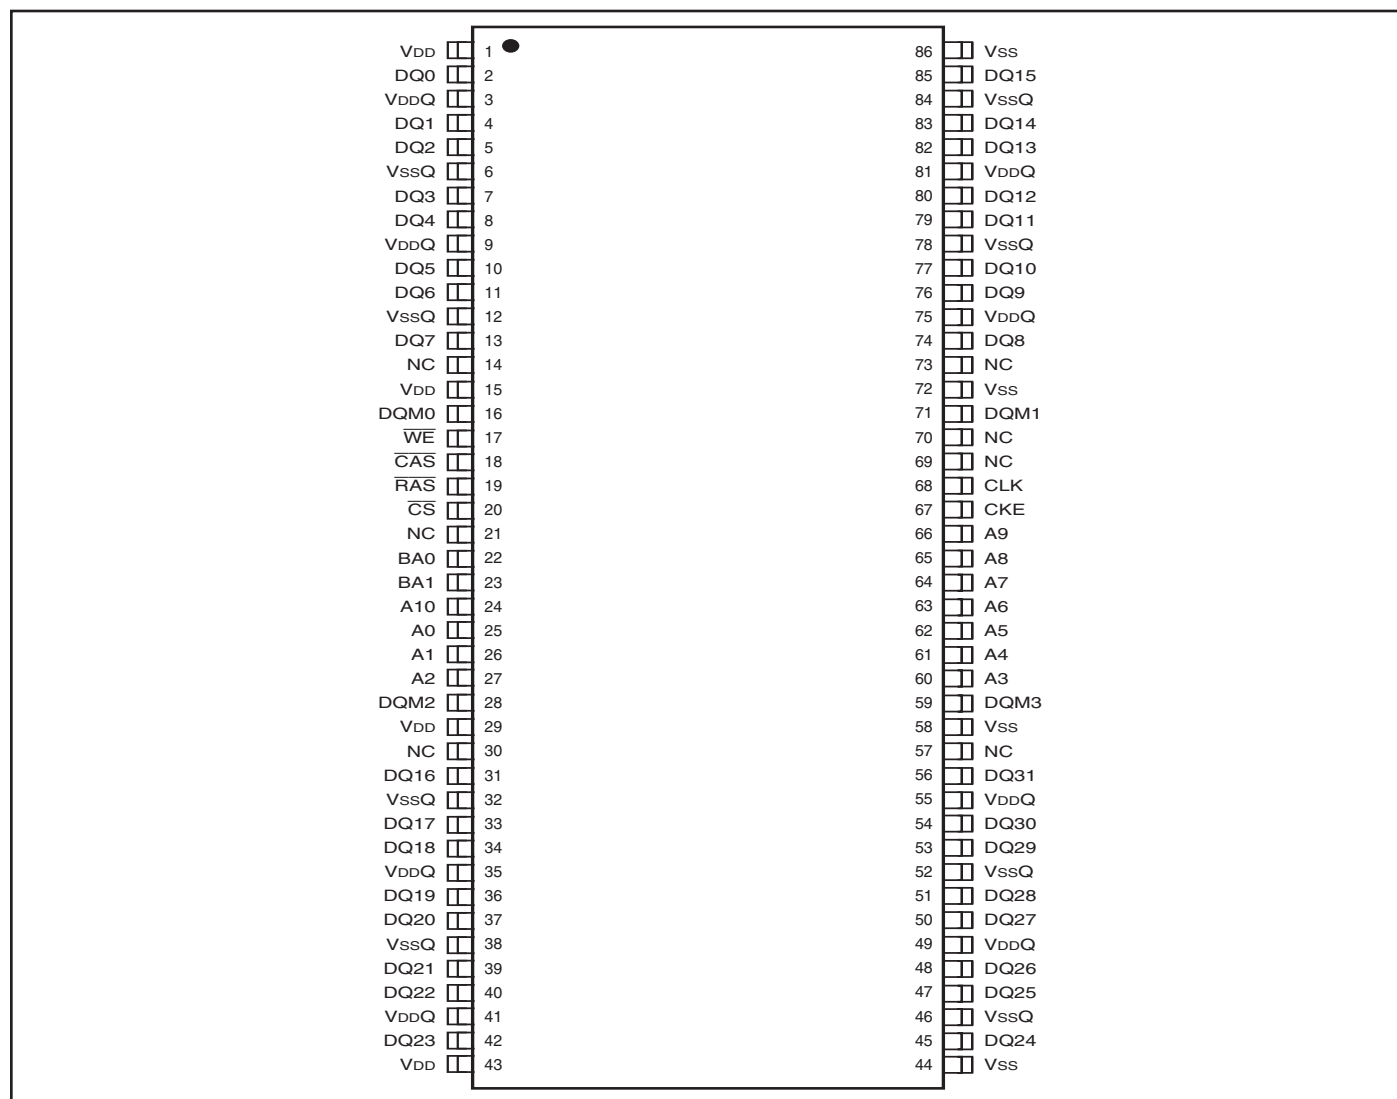 VDD 1 86 VSS
DQ0 2 85 DQ15
VDDQ 3 84 VSSQ
DQ1 4 83 DQ14
DQ2 5 82 DQ13
VSSQ 6 81 VDDQ
DQ3 7 80 DQ12
DQ4 8 79 DQ11
VDDQ 9 78 VSSQ
DQ5 10 77 DQ10
DQ6 11 76 DQ9
VSSQ 12 75 VDDQ
DQ7 13 74 DQ8
NC 14 73 NC
VDD 15 72 VSS
DQM0 16 71 DQM1
W̅E̅ 17 70 NC
C̅A̅S̅ 18 69 NC
R̅A̅S̅ 19 68 CLK
C̅S̅ 20 67 CKE
NC 21 66 A9
BA0 22 65 A8
BA1 23 64 A7
A10 24 63 A6
A0 25 62 A5
A1 26 61 A4
A2 27 60 A3
DQM2 28 59 DQM3
VDD 29 58 VSS
NC 30 57 NC
DQ16 31 56 DQ31
VSSQ 32 55 VDDQ
DQ17 33 54 DQ30
DQ18 34 53 DQ29
VDDQ 35 52 VSSQ
DQ19 36 51 DQ28
DQ20 37 50 DQ27
VSSQ 38 49 VDDQ
DQ21 39 48 DQ26
DQ22 40 47 DQ25
VDDQ 41 46 VSSQ
DQ23 42 45 DQ24
VDD 43 44 VSS